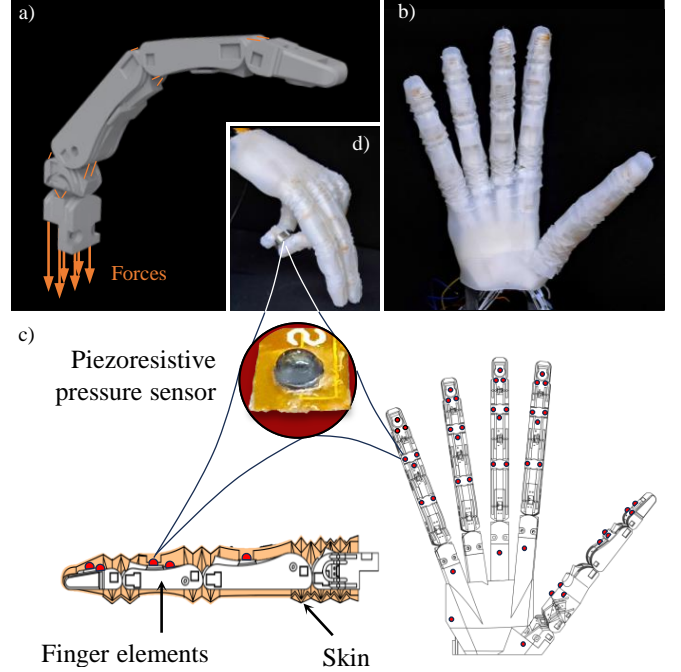 a)
b)
d)
Forces
c)
Piezoresistive
pressure sensor
S
Finger elements
Skin